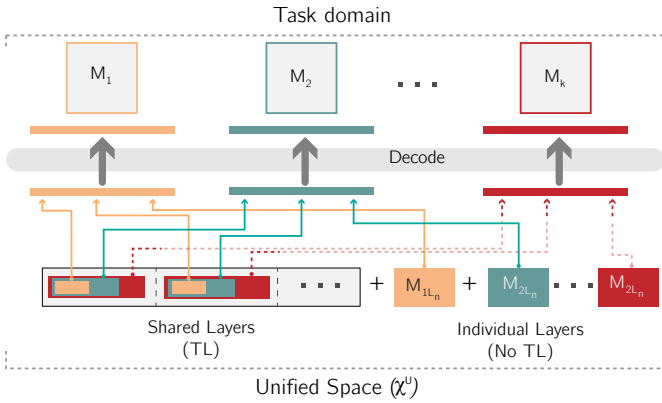 Task domain
M1 M2 Mk
Decode
+ M1Ln + M2Ln M2Ln
Shared Layers
(TL)
Individual Layers
(No TL)
Unified Space (χᵁ)